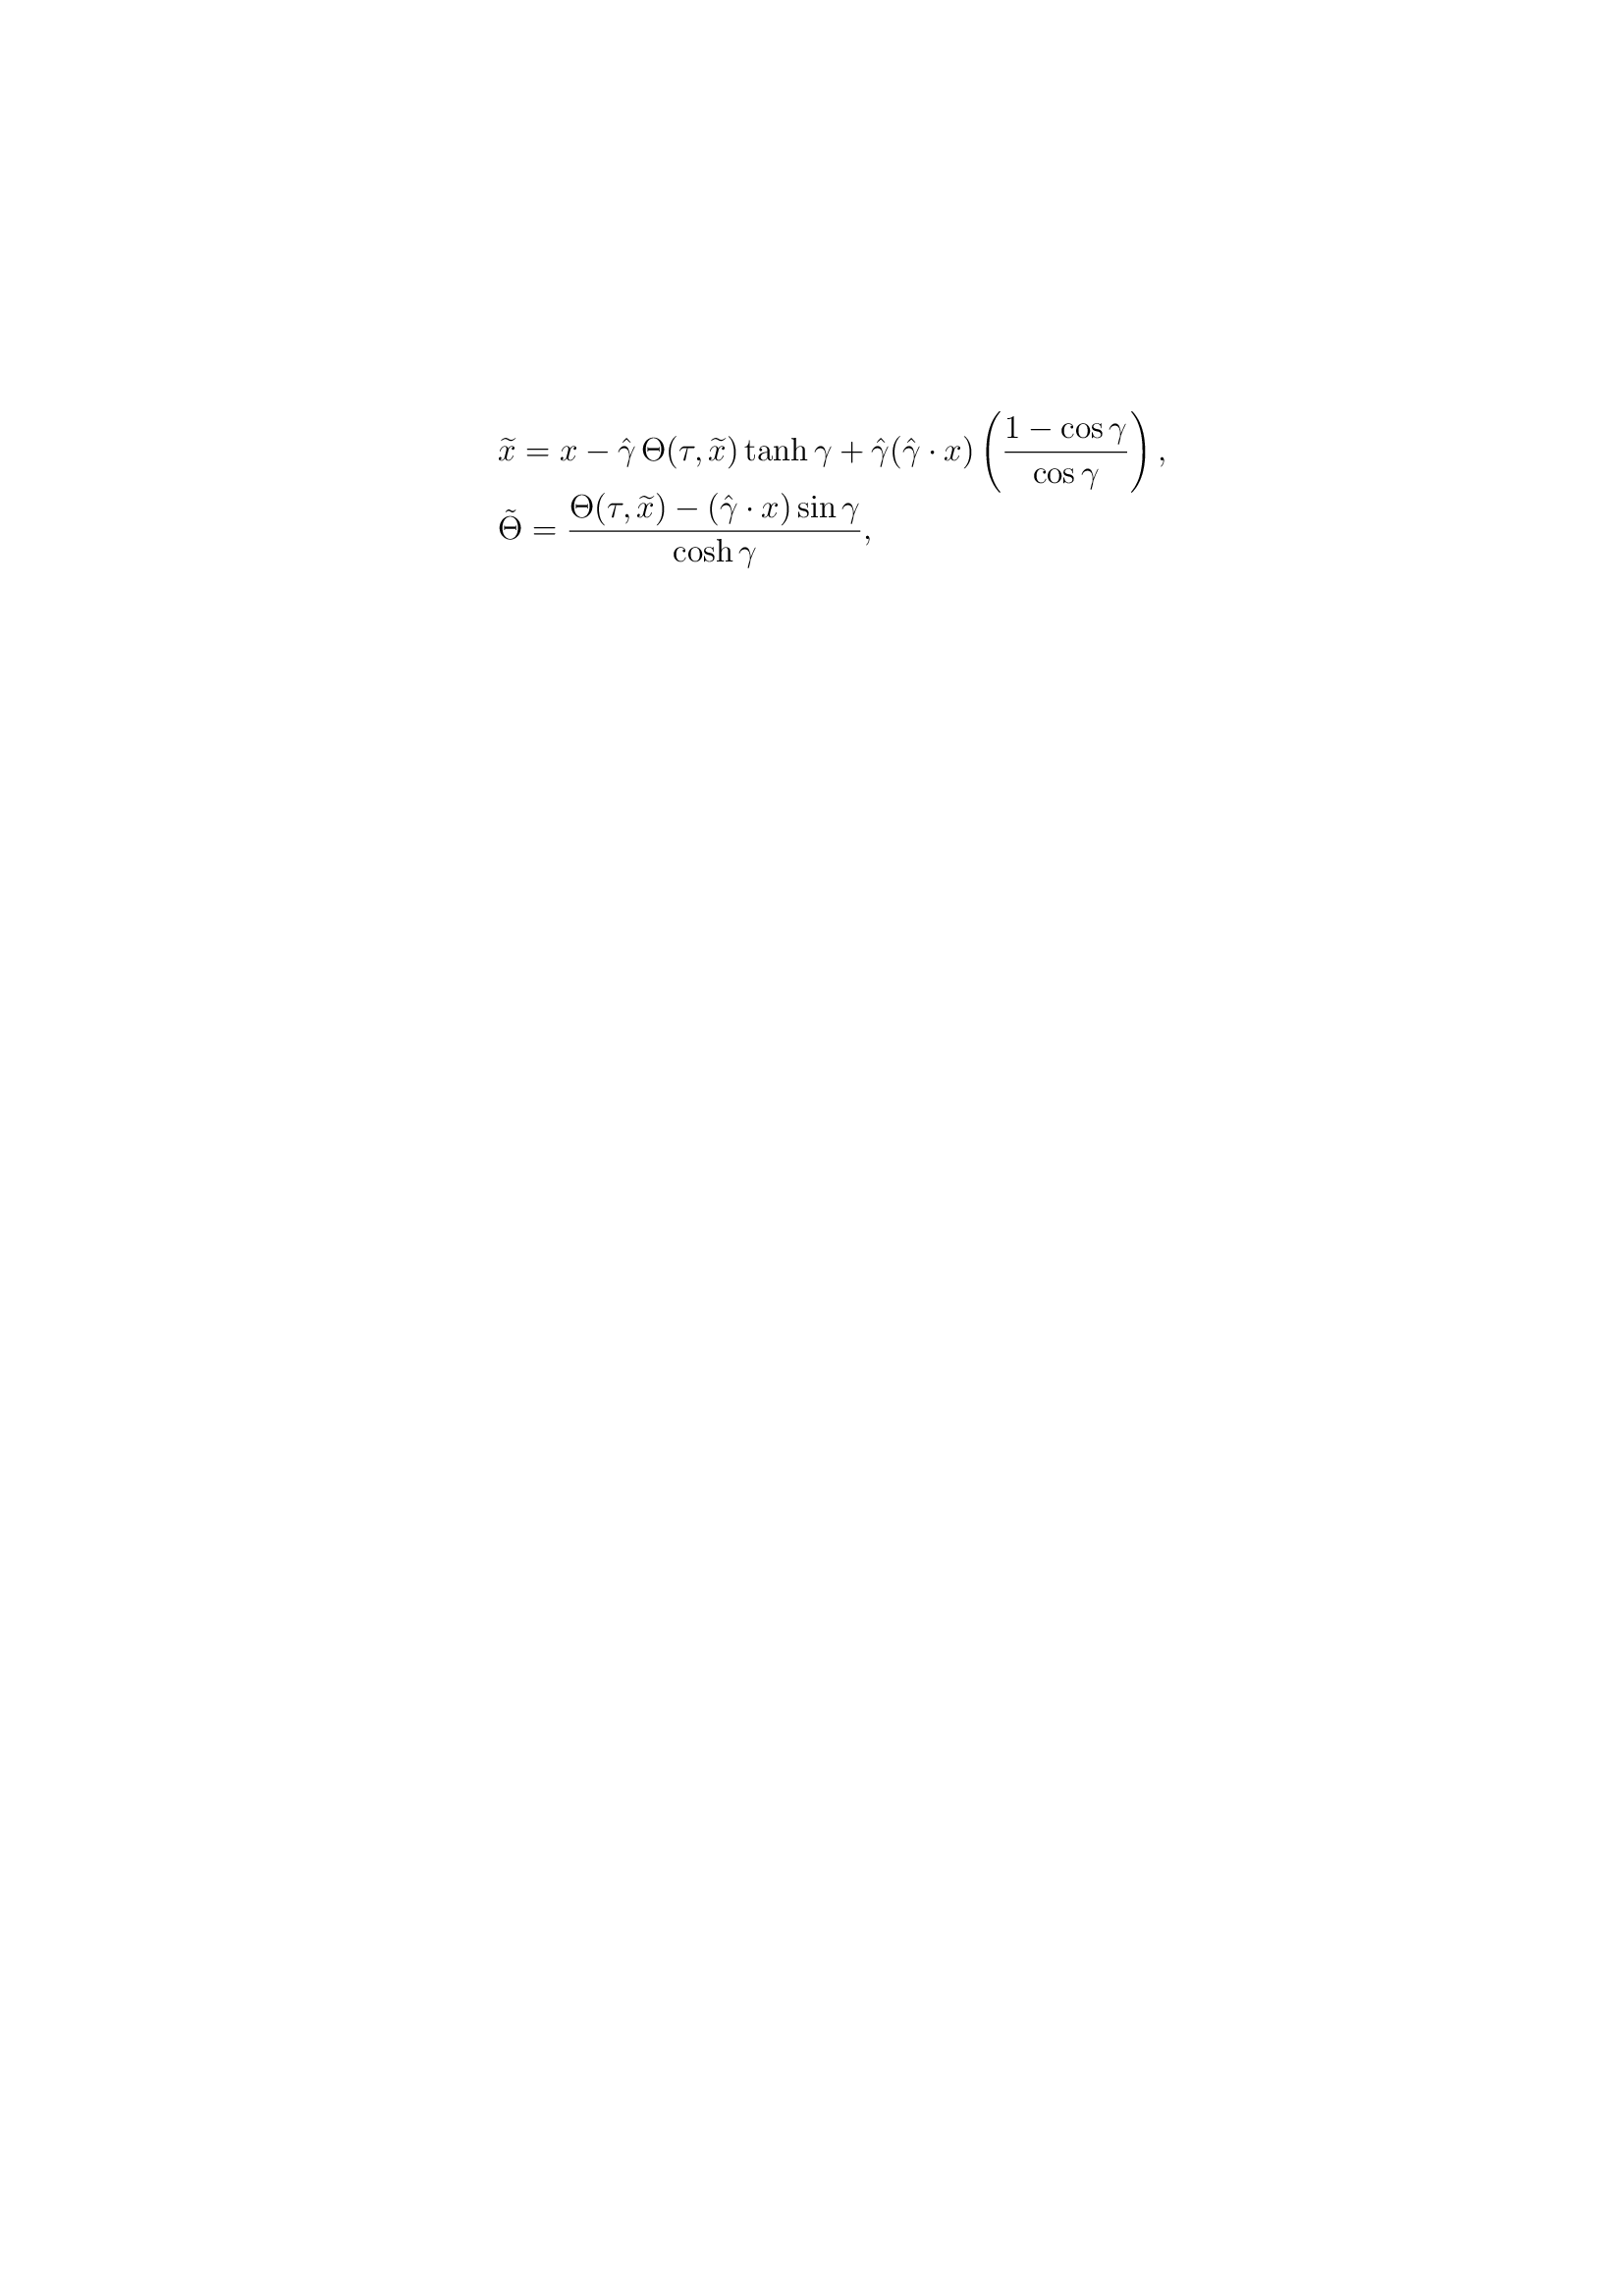 \widetilde{x} = x - \hat{\gamma}\,\Theta(\tau, \widetilde{x}) \tanh\gamma + \hat{\gamma}(\hat{\gamma} \cdot x) \left( \frac{1 - \cos\gamma}{\cos\gamma} \right),
\tilde{\Theta} = \frac{\Theta(\tau, \widetilde{x}) - (\hat{\gamma} \cdot x) \sin\gamma}{\cosh\gamma},